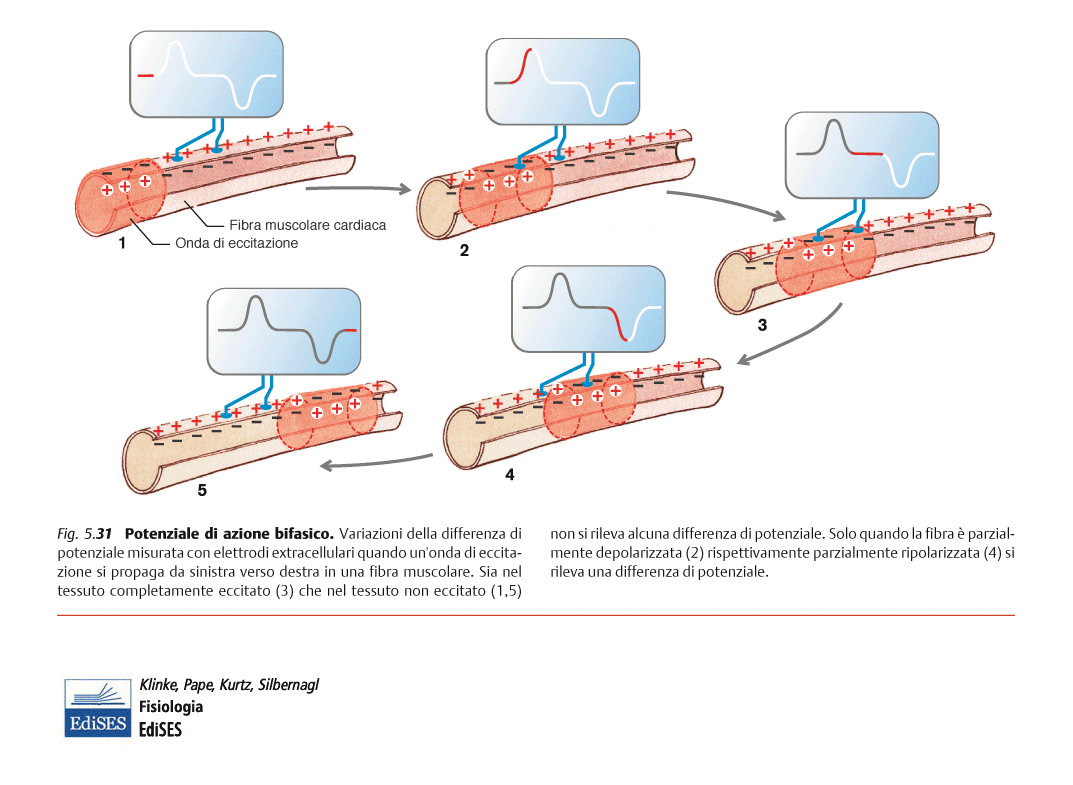 1
Fibra muscolare cardiaca
Onda di eccitazione
2
3
4
5
Fig. 5.31 Potenziale di azione bifasico. Variazioni della differenza di
potenziale misurata con elettrodi extracellulari quando un'onda di eccita-
zione si propaga da sinistra verso destra in una fibra muscolare. Sia nel
tessuto completamente eccitato (3) che nel tessuto non eccitato (1,5)
non si rileva alcuna differenza di potenziale. Solo quando la fibra è parzial-
mente depolarizzata (2) rispettivamente parzialmente ripolarizzata (4) si
rileva una differenza di potenziale.
EdiSES
Klinke, Pape, Kurtz, Silbernagl
Fisiologia
EdiSES